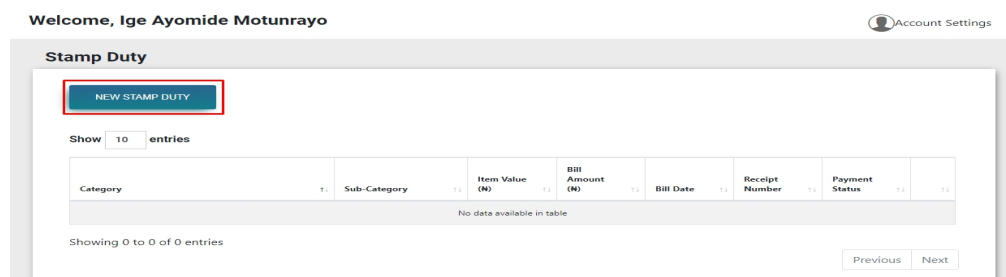 Welcome, Ige Ayomide Motunrayo
Account Settings
Stamp Duty
NEW STAMP DUTY
Show 10 entries
Category Sub-Category Item Value (₦) Bill Amount (₦) Bill Date Receipt Number Payment Status
No data available in table
Showing 0 to 0 of 0 entries
Previous Next